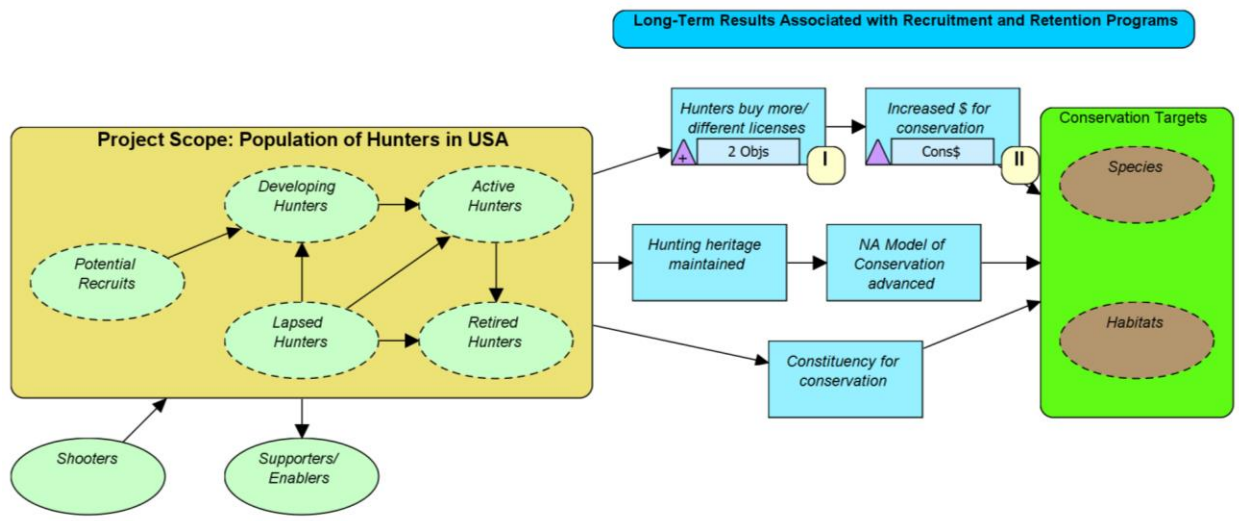 Long-Term Results Associated with Recruitment and Retention Programs
Project Scope: Population of Hunters in USA
Developing
Hunters
Active
Hunters
Potential
Recruits
Lapsed
Hunters
Retired
Hunters
Shooters
Supporters/
Enablers
Hunters buy more/
different licenses
+
2 Objs
I
Increased $ for
conservation
Cons$
II
Hunting heritage
maintained
NA Model of
Conservation
advanced
Constituency for
conservation
Conservation Targets
Species
Habitats